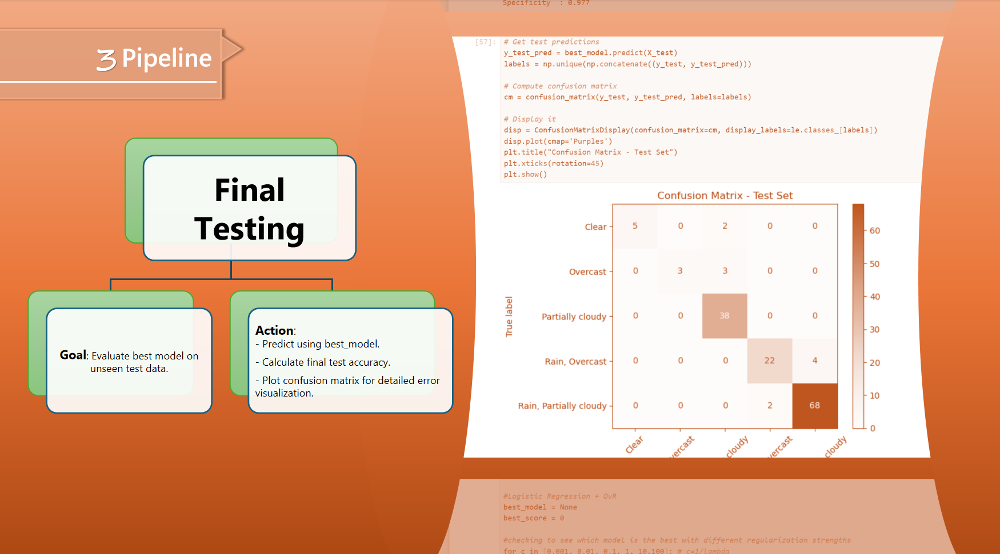 3 Pipeline
Final
Testing
Goal: Evaluate best model on
unseen test data.
Action:
- Predict using best_model.
- Calculate final test accuracy.
- Plot confusion matrix for detailed error
visualization.
Specificity  : 0.977
[57]:
# Get test predictions
y_test_pred = best_model.predict(X_test)
labels = np.unique(np.concatenate((y_test, y_test_pred)))
# Compute confusion matrix
cm = confusion_matrix(y_test, y_test_pred, labels=labels)
# Display it
disp = ConfusionMatrixDisplay(confusion_matrix=cm, display_labels=le.classes_[labels])
disp.plot(cmap='Purples')
plt.title("Confusion Matrix - Test Set")
plt.xticks(rotation=45)
plt.show()
Confusion Matrix - Test Set
True label
Clear 5 0 2 0 0
Overcast 0 3 3 0 0
Partially cloudy 0 0 38 0 0
Rain, Overcast 0 0 0 22 4
Rain, Partially cloudy 0 0 0 2 68
Clear vercast cloudy vercast cloudy
60
50
40
30
20
10
0
#Logistic Regression + OvR
best_model = None
best_score = 0
#checking to see which model is the best with different regularization strengths
for c in [0.001, 0.01, 0.1, 1, 10,100]: # c=1/lambda